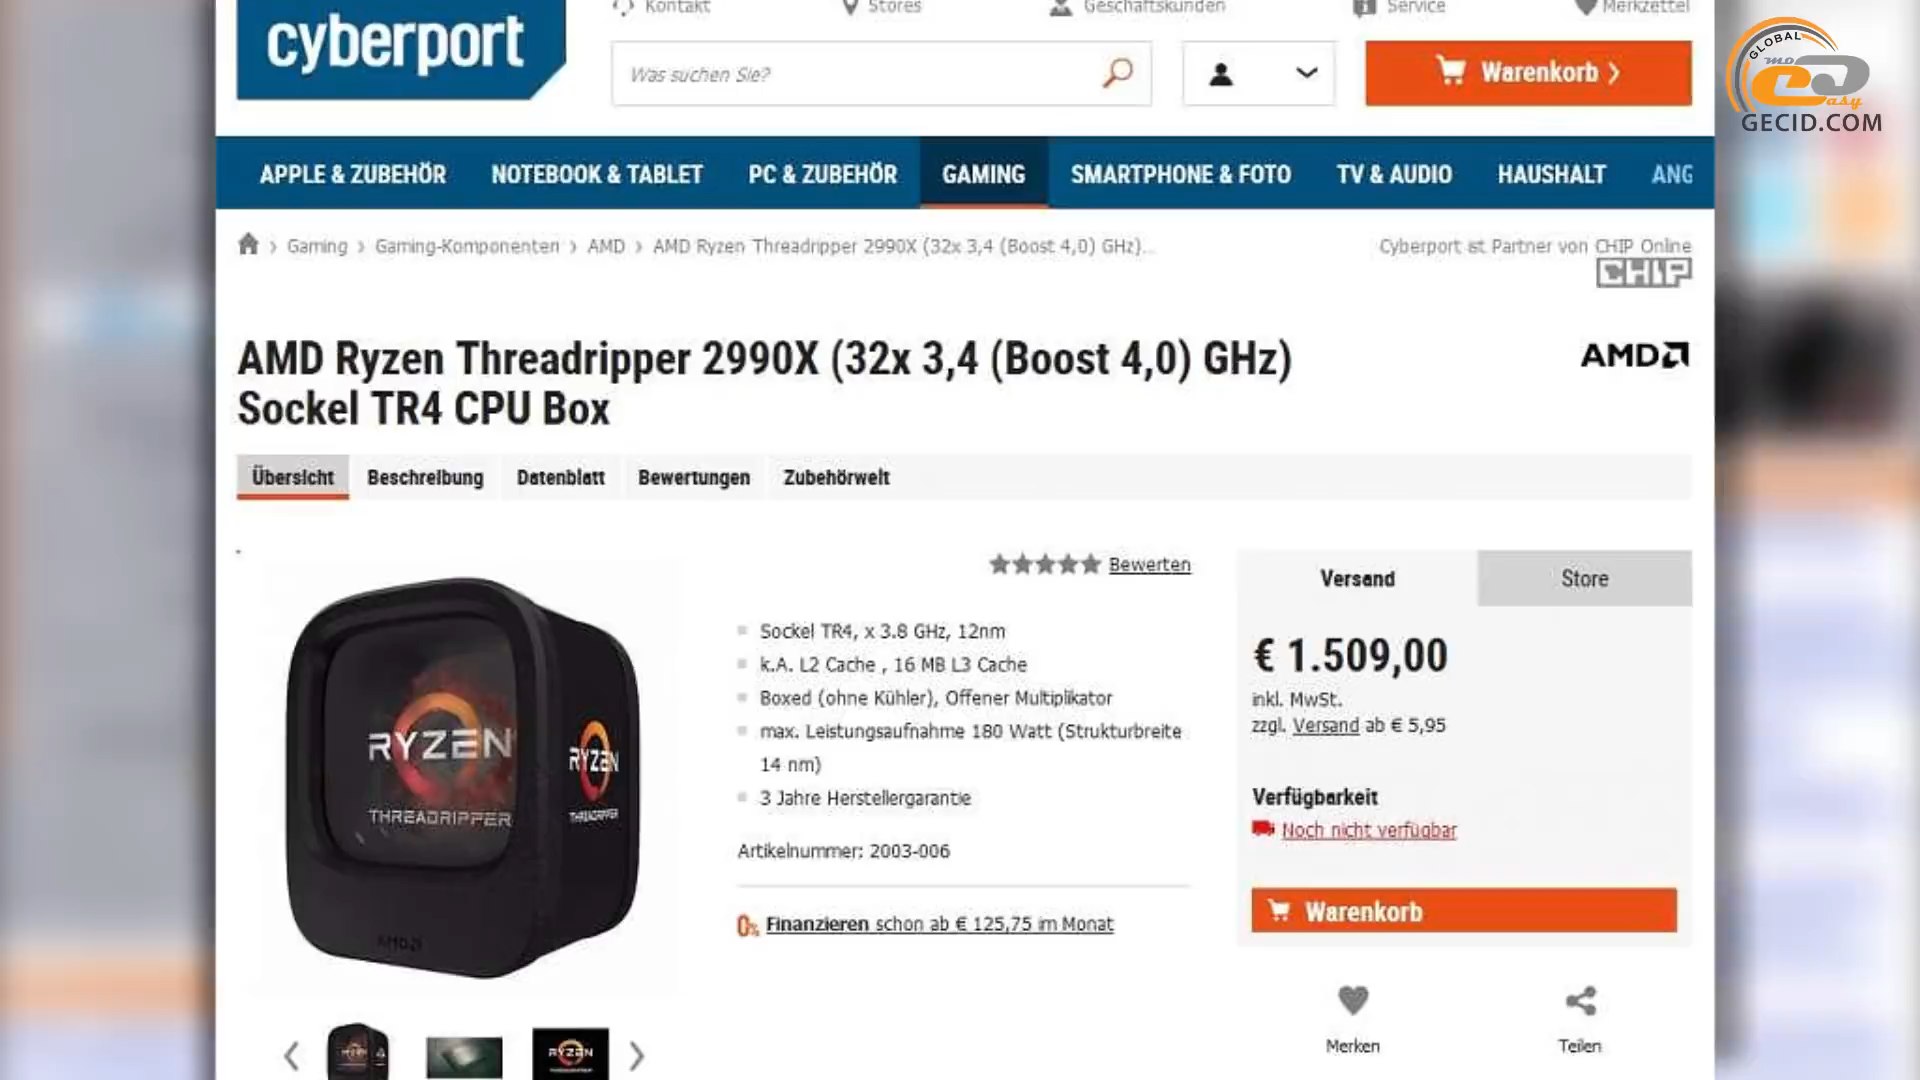 Kontakt
Stores
Geschäftskunden
Service
Merkzettel
cyberport
Was suchen Sie?
Warenkorb
GLOBAL
easy
GECID.COM
APPLE & ZUBEHÖR
NOTEBOOK & TABLET
PC & ZUBEHÖR
GAMING
SMARTPHONE & FOTO
TV & AUDIO
HAUSHALT
ANG
Gaming › Gaming-Komponenten › AMD › AMD Ryzen Threadripper 2990X (32x 3,4 (Boost 4,0) GHz)...
Cyberport ist Partner von CHIP Online
CHIP
AMD Ryzen Threadripper 2990X (32x 3,4 (Boost 4,0) GHz)
Sockel TR4 CPU Box
AMD
Übersicht
Beschreibung
Datenblatt
Bewertungen
Zubehörwelt
Bewerten
Versand
Store
Sockel TR4, x 3.8 GHz, 12nm
k.A. L2 Cache , 16 MB L3 Cache
Boxed (ohne Kühler), Offener Multiplikator
max. Leistungsaufnahme 180 Watt (Strukturbreite
14 nm)
3 Jahre Herstellergarantie
Artikelnummer: 2003-006
0% Finanzieren schon ab € 125,75 im Monat
€ 1.509,00
inkl. MwSt.
zzgl. Versand ab € 5,95
Verfügbarkeit
Noch nicht verfügbar
Warenkorb
Merken
Teilen
RYZEN
THREADRIPPER
RYZEN
THREADRIPPER
AMD
RYZEN